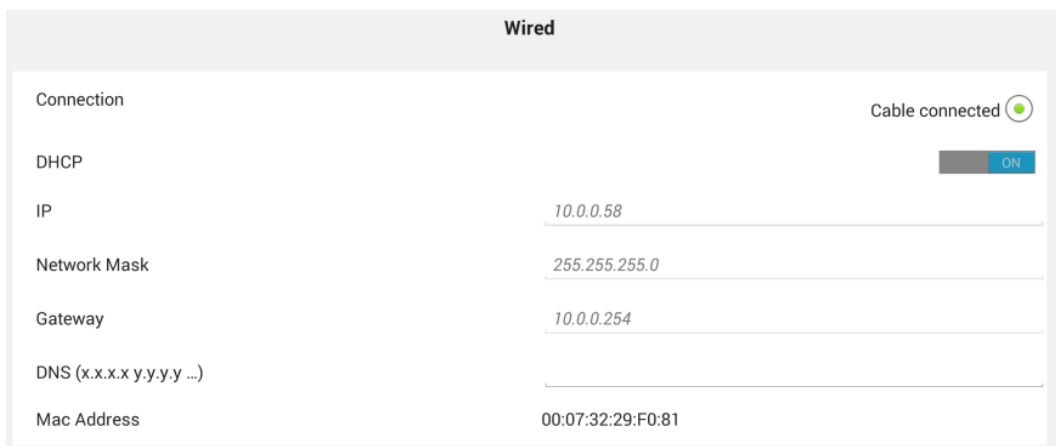 Wired
Connection
Cable connected
DHCP
ON
IP
10.0.0.58
Network Mask
255.255.255.0
Gateway
10.0.0.254
DNS (x.x.x.x y.y.y.y ...)
Mac Address
00:07:32:29:F0:81